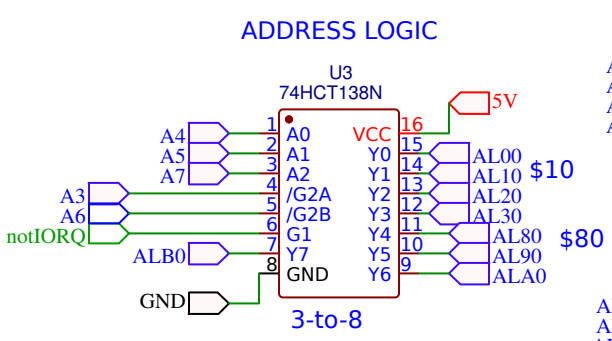 ADDRESS LOGIC
U3
74HCT138N
5V
1 A0 VCC 16
A4
2 A1 Y0 15 AL00
A5
3 A2 Y1 14 AL10 $10
A7
4 /G2A Y2 13 AL20
A3
5 /G2B Y3 12 AL30
A6
6 G1 Y4 11 AL80 $80
notIORQ
7 Y7 Y5 10 AL90
ALB0
8 GND Y6 9 ALA0
GND
3-to-8